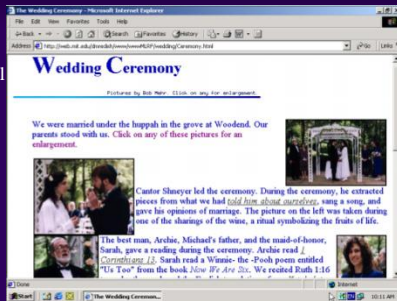 The Wedding Ceremony - Microsoft Internet Explorer
File Edit View Favorites Tools Help
Back Search Favorites History
Address http://web.mit.edu/dmredish/www/wwwMLRP/wedding/Ceremony.html Go Links
Wedding Ceremony
Pictures by Bob Mehr. Click on any for enlargement.
We were married under the huppah in the grove at Woodend. Our
parents stood with us. Click on any of these pictures for an
enlargement.
Cantor Shneyer led the ceremony. During the ceremony, he extracted
pieces from what we had told him about ourselves, sang a song, and
gave his opinions of marriage. The picture on the left was taken during
one of the sharings of the wine, a ritual symbolizing the fruits of life.
The best man, Archie, Michael's father, and the maid-of-honor,
Sarah, gave a reading during the ceremony. Archie read I
Corinthians 13. Sarah read a Winnie- the -Pooh poem entitled
"Us Too" from the book Now We Are Six. We recited Ruth 1:16
Done Internet
Start The Wedding Ceremon... 10:11 AM